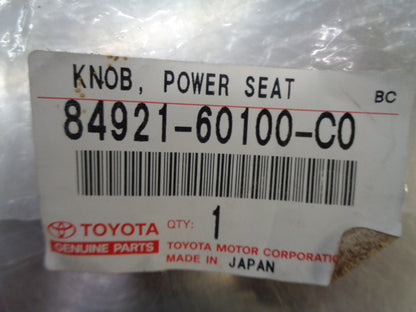 KNOB, POWER SEAT
BC
84921-60100-C0
TOYOTA
GENUINE PARTS
QTY: 1
TOYOTA MOTOR CORPORATION
MADE IN JAPAN